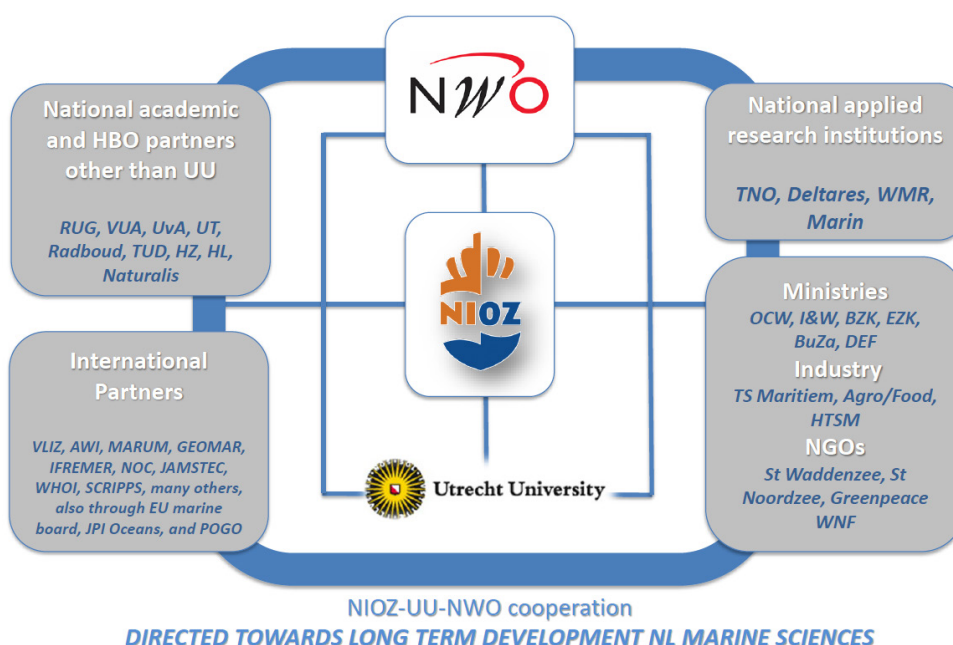 NWO
National academic
and HBO partners
other than UU
RUG, VUA, UvA, UT,
Radboud, TUD, HZ, HL,
Naturalis
National applied
research institutions
TNO, Deltares, WMR,
Marin
NIOZ
International
Partners
VLIZ, AWI, MARUM, GEOMAR,
IFREMER, NOC, JAMSTEC,
WHOI, SCRIPPS, many others,
also through EU marine
board, JPI Oceans, and POGO
Ministries
OCW, I&W, BZK, EZK,
BuZa, DEF
Industry
TS Maritiem, Agro/Food,
HTSM
NGOs
St Waddenzee, St
Noordzee, Greenpeace
WNF
Utrecht University
NIOZ-UU-NWO cooperation
DIRECTED TOWARDS LONG TERM DEVELOPMENT NL MARINE SCIENCES